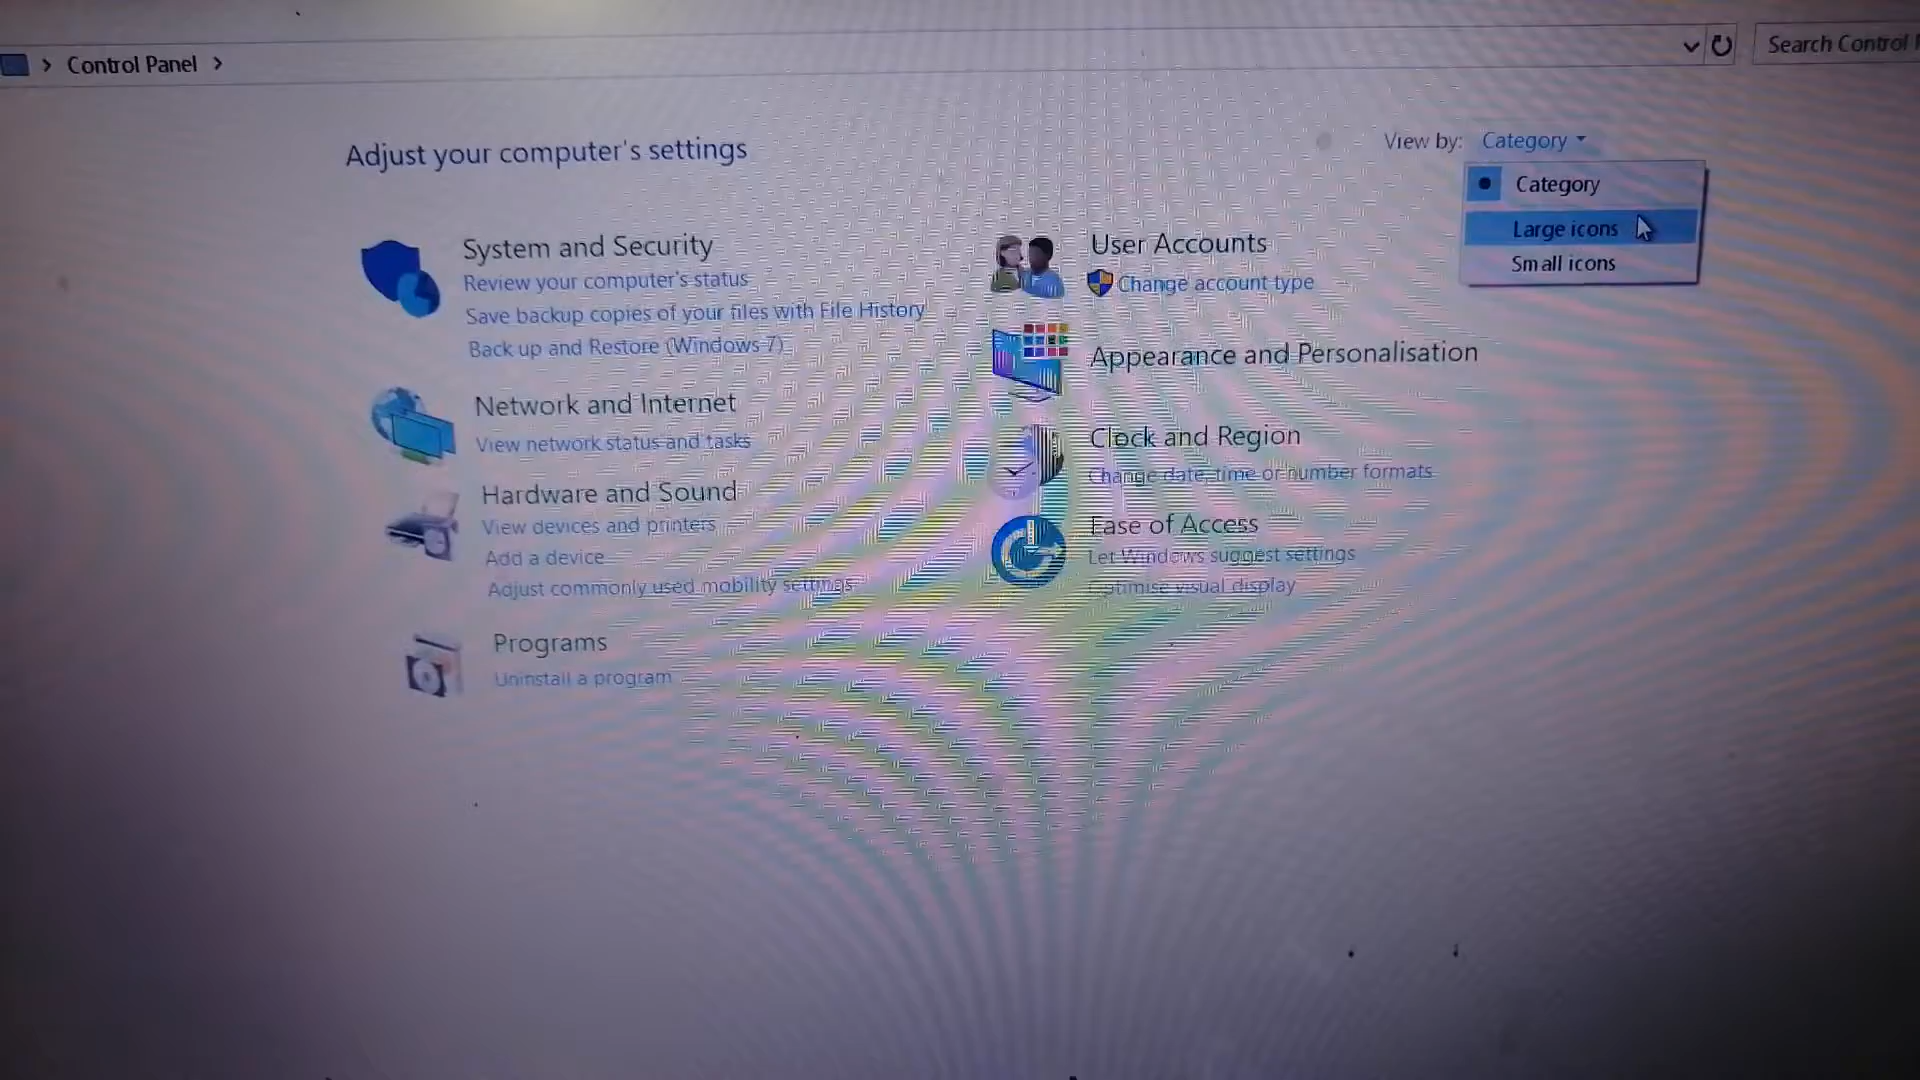 Control Panel
Search Control
Adjust your computer's settings
View by: Category
Category
Large icons
Small icons
System and Security
Review your computer's status
Save backup copies of your files with File History
Back up and Restore (Windows 7)
Network and Internet
View network status and tasks
Hardware and Sound
View devices and printers
Add a device
Adjust commonly used mobility settings
Programs
Uninstall a program
User Accounts
Change account type
Appearance and Personalisation
Clock and Region
Change date, time or number formats
Ease of Access
Let Windows suggest settings
Optimise visual display